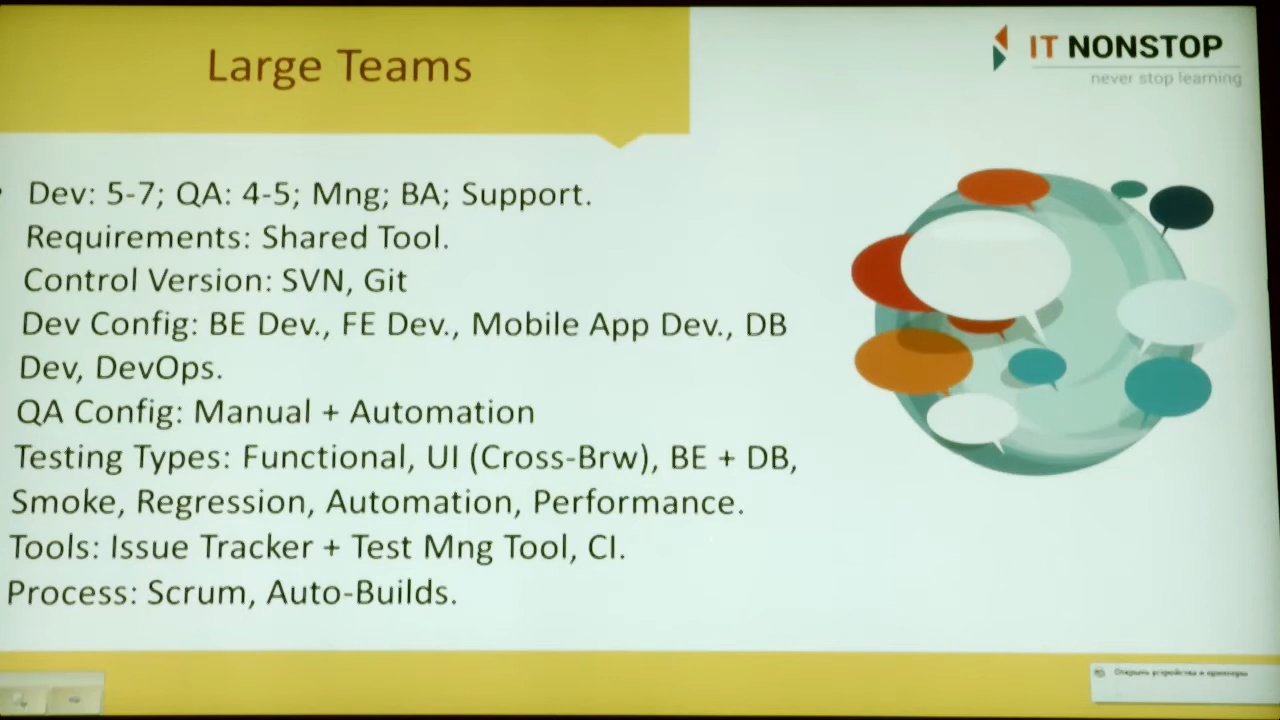 Large Teams
IT NONSTOP
never stop learning
Dev: 5-7; QA: 4-5; Mng; BA; Support.
Requirements: Shared Tool.
Control Version: SVN, Git
Dev Config: BE Dev., FE Dev., Mobile App Dev., DB
Dev, DevOps.
QA Config: Manual + Automation
Testing Types: Functional, UI (Cross-Brw), BE + DB,
Smoke, Regression, Automation, Performance.
Tools: Issue Tracker + Test Mng Tool, CI.
Process: Scrum, Auto-Builds.
Открыть устройства и принтеры